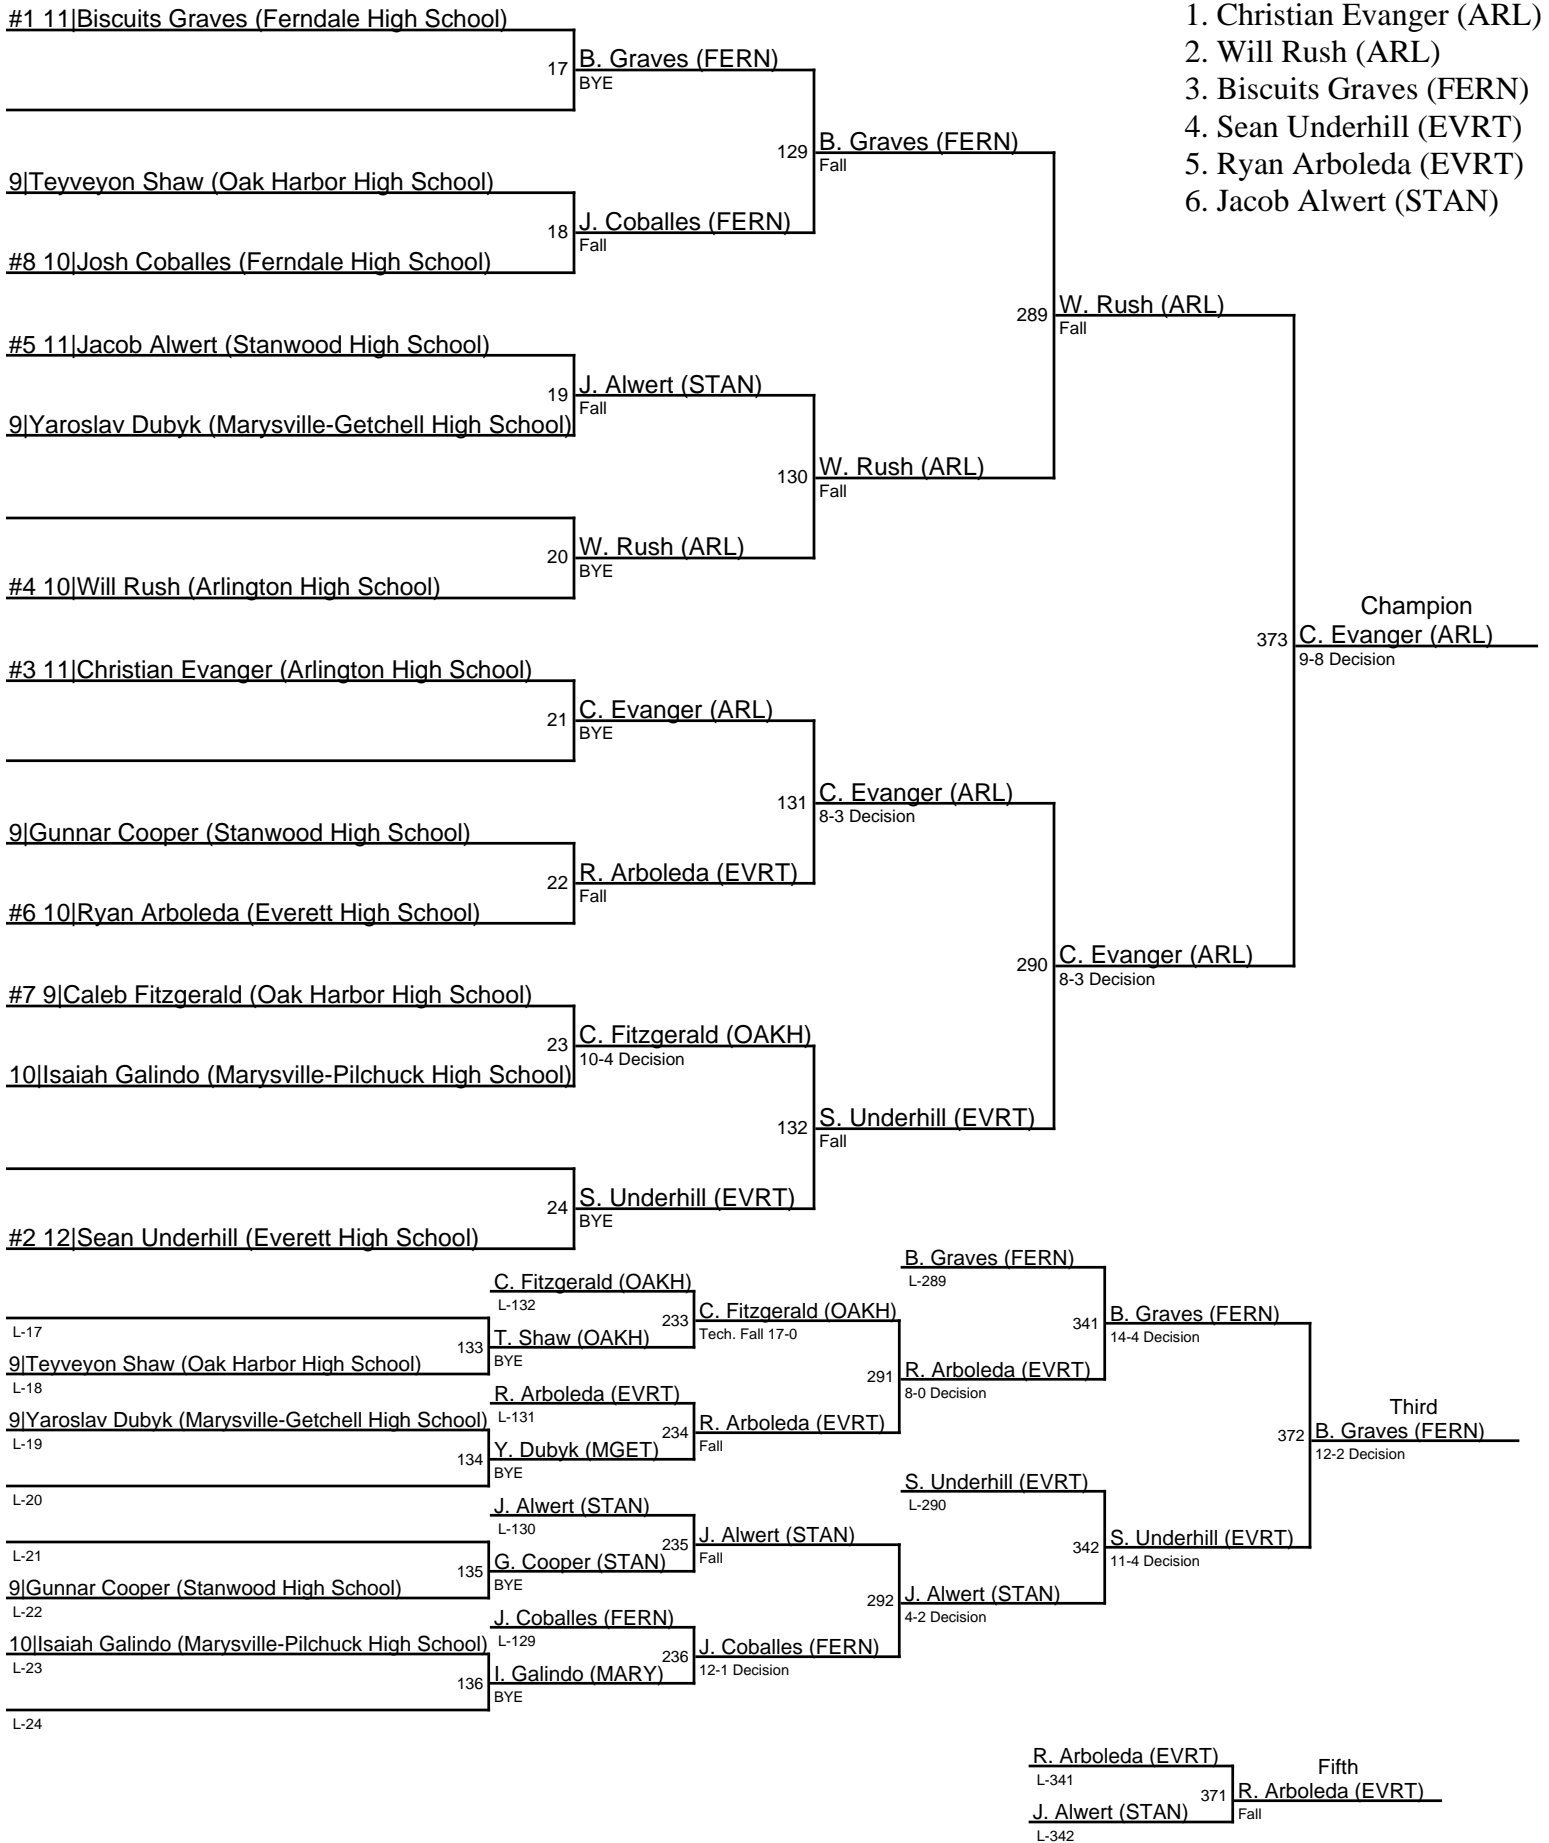 #1 11|Biscuits Graves (Ferndale High School)
17
B. Graves (FERN)
BYE
9|Teyveyon Shaw (Oak Harbor High School)
18
J. Coballes (FERN)
Fall
#8 10|Josh Coballes (Ferndale High School)
129
B. Graves (FERN)
Fall
#5 11|Jacob Alwert (Stanwood High School)
19
J. Alwert (STAN)
Fall
9|Yaroslav Dubyk (Marysville-Getchell High School)
130
W. Rush (ARL)
Fall
20
W. Rush (ARL)
BYE
#4 10|Will Rush (Arlington High School)
289
W. Rush (ARL)
Fall
#3 11|Christian Evanger (Arlington High School)
21
C. Evanger (ARL)
BYE
131
C. Evanger (ARL)
8-3 Decision
9|Gunnar Cooper (Stanwood High School)
22
R. Arboleda (EVRT)
Fall
#6 10|Ryan Arboleda (Everett High School)
290
C. Evanger (ARL)
8-3 Decision
#7 9|Caleb Fitzgerald (Oak Harbor High School)
23
C. Fitzgerald (OAKH)
10-4 Decision
10|Isaiah Galindo (Marysville-Pilchuck High School)
132
S. Underhill (EVRT)
Fall
24
S. Underhill (EVRT)
BYE
#2 12|Sean Underhill (Everett High School)
Champion
373
C. Evanger (ARL)
9-8 Decision
1. Christian Evanger (ARL)
2. Will Rush (ARL)
3. Biscuits Graves (FERN)
4. Sean Underhill (EVRT)
5. Ryan Arboleda (EVRT)
6. Jacob Alwert (STAN)
L-17
133
9|Teyveyon Shaw (Oak Harbor High School)
L-18
9|Yaroslav Dubyk (Marysville-Getchell High School)
L-19
134
L-20
L-21
135
9|Gunnar Cooper (Stanwood High School)
L-22
10|Isaiah Galindo (Marysville-Pilchuck High School)
L-23
136
L-24
C. Fitzgerald (OAKH)
L-132
233
T. Shaw (OAKH)
BYE
R. Arboleda (EVRT)
L-131
234
Y. Dubyk (MGET)
BYE
J. Alwert (STAN)
L-130
235
G. Cooper (STAN)
BYE
J. Coballes (FERN)
L-129
236
I. Galindo (MARY)
BYE
C. Fitzgerald (OAKH)
Tech. Fall 17-0
291
R. Arboleda (EVRT)
Fall
J. Alwert (STAN)
Fall
292
J. Coballes (FERN)
12-1 Decision
B. Graves (FERN)
L-289
341
R. Arboleda (EVRT)
8-0 Decision
S. Underhill (EVRT)
L-290
342
J. Alwert (STAN)
4-2 Decision
B. Graves (FERN)
14-4 Decision
372
S. Underhill (EVRT)
11-4 Decision
Third
B. Graves (FERN)
12-2 Decision
R. Arboleda (EVRT)
L-341
371
J. Alwert (STAN)
L-342
Fifth
R. Arboleda (EVRT)
Fall